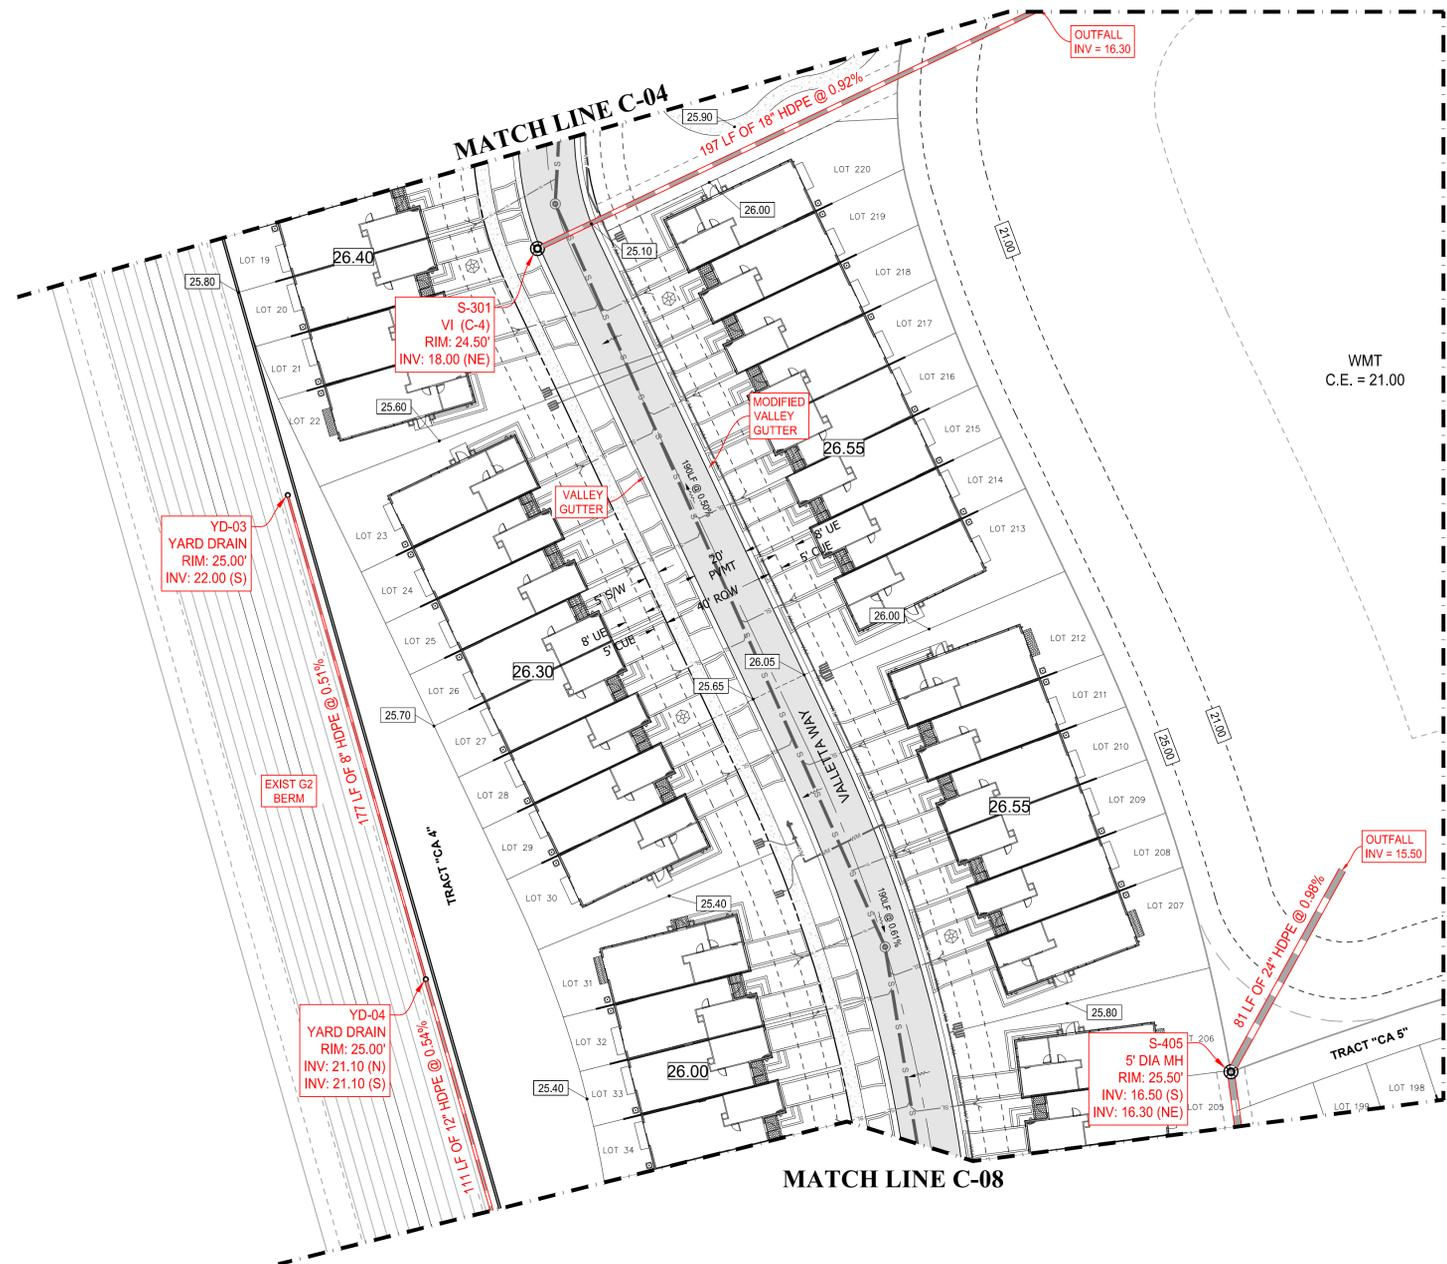 OUTFALL
INV = 16.30
MATCH LINE C-04
25.90
197 LF OF 18" HDPE @ 0.92%
LOT 220
26.00
LOT 219
LOT 19
26.40
25.10
21.00
LOT 218
25.80
LOT 20
S-301
VI (C-4)
RIM: 24.50'
INV: 18.00 (NE)
LOT 217
LOT 21
WMT
C.E. = 21.00
LOT 216
25.60
LOT 22
MODIFIED
VALLEY
GUTTER
LOT 215
26.55
190LF @ 0.50%
LOT 214
VALLEY
GUTTER
LOT 213
YD-03
YARD DRAIN
RIM: 25.00'
INV: 22.00 (S)
LOT 23
8' UE
5' CUE
20'
PVMT
40' ROW
5' S/W
8' UE
5' CUE
LOT 24
26.00
LOT 25
LOT 212
26.05
26.30
25.65
LOT 26
LOT 211
25.70
LOT 27
21.00
25.00
LOT 210
177 LF OF 8" HDPE @ 0.51%
VALLETTA WAY
EXIST G2
BERM
LOT 28
26.55
LOT 209
LOT 29
OUTFALL
INV = 15.50
LOT 208
TRACT "CA 4"
LOT 30
25.40
190LF @ 0.61%
LOT 207
81 LF OF 24" HDPE @ 0.98%
LOT 31
YD-04
YARD DRAIN
RIM: 25.00'
INV: 21.10 (N)
INV: 21.10 (S)
25.80
LOT 32
LOT 206
S-405
5' DIA MH
RIM: 25.50'
INV: 16.50 (S)
INV: 16.30 (NE)
TRACT "CA 5"
26.00
25.40
LOT 33
LOT 198
LOT 205
LOT 199
111 LF OF 12" HDPE @ 0.54%
LOT 34
MATCH LINE C-08